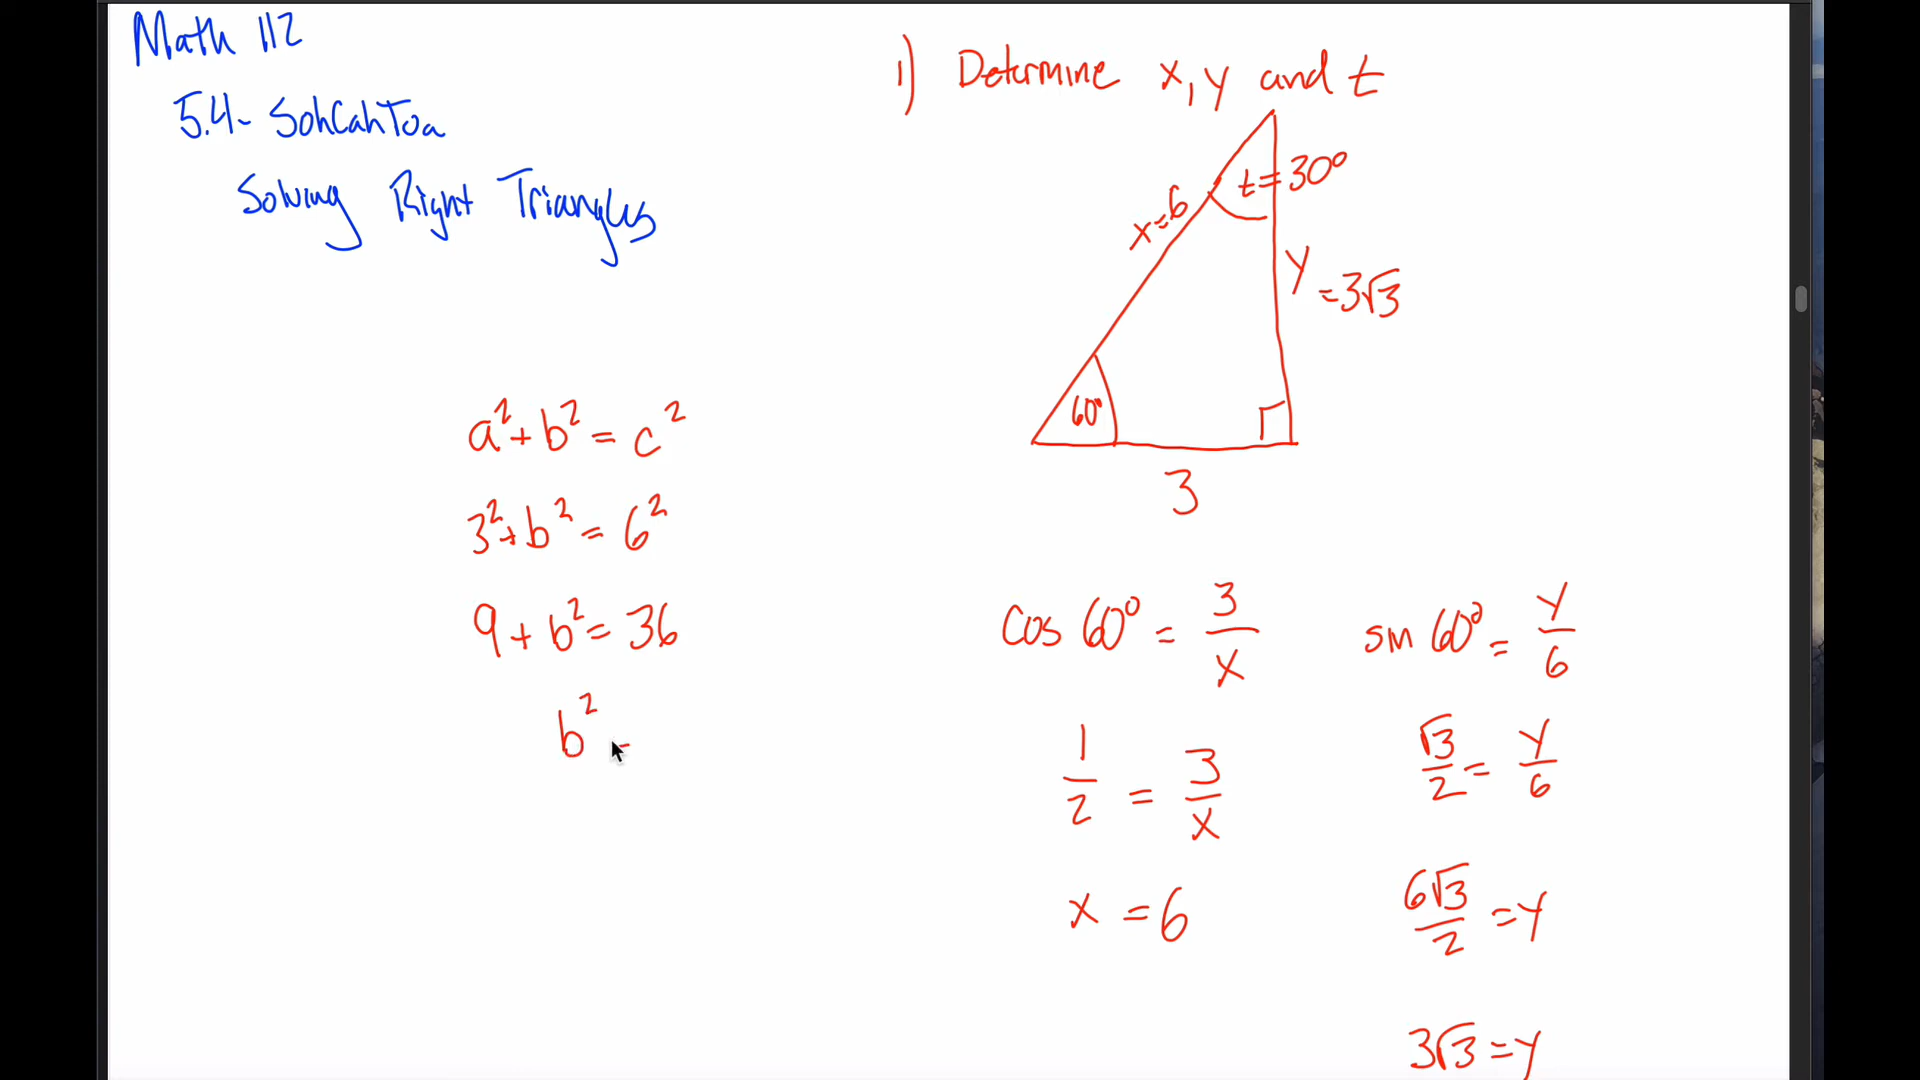 Math 112
5.4- SohCahToa
Solving Right Triangles
1) Determine x, y and t
t=30°
x=6
y
=3√3
60°
3
a²+b² = c²
3²+b² = 6²
9+b²=36
b² -
cos 60° = 3/x
1/2 = 3/x
x = 6
sin 60° = y/6
√3/2 = y/6
6√3/2 = y
3√3 = y